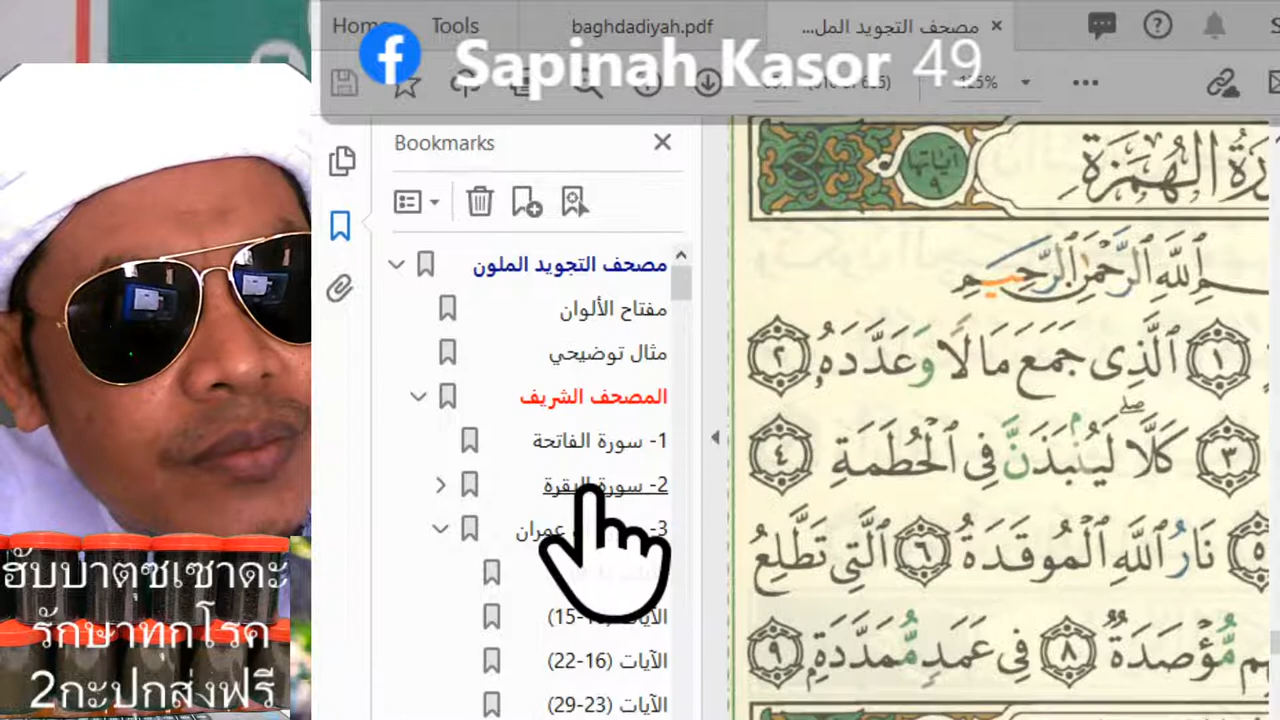 Home
Tools
baghdadiyah.pdf
مصحف التجويد المل...
Sapinah Kasor 49
125%
Bookmarks
مصحف التجويد الملون
مفتاح الألوان
مثال توضيحي
المصحف الشريف
1- سورة الفاتحة
2- سورة البقرة
3- عمران
الآيات
(15-
الآيات (16-22)
الآيات (23-29)
آياتها ٩
الهُمَزَةِ
ٱللَّهِ ٱلرَّحْمَٰنِ ٱلرَّحِيمِ
١ ٱلَّذِى جَمَعَ مَالًا وَعَدَّدَهُۥ ٢
٣ كَلَّا ۖ لَيُنۢبَذَنَّ فِى ٱلْحُطَمَةِ ٤
٥ نَارُ ٱللَّهِ ٱلْمُوقَدَةُ ٦ ٱلَّتِى تَطَّلِعُ
مُّؤْصَدَةٌ ٨ فِى عَمَدٍ مُّمَدَّدَةٍۭ ٩
ฮับบาตุซเซาดะ
รักษาทุกโรค
2กะปุกส่งฟรี